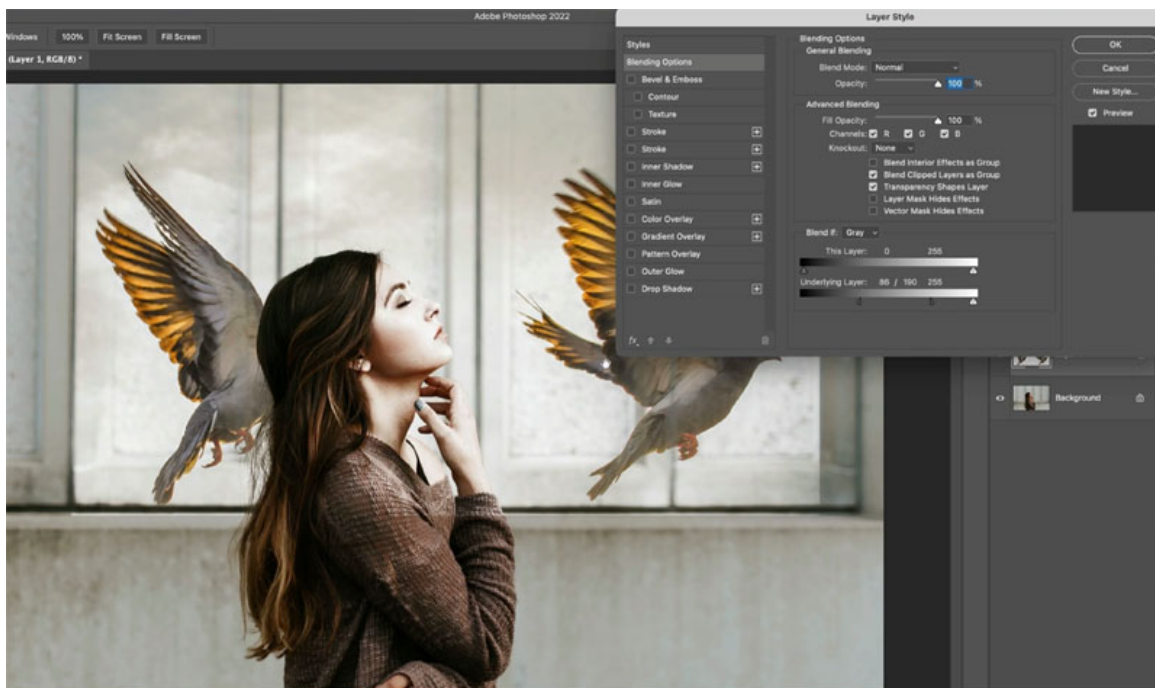 Adobe Photoshop 2022
Windows 100% Fit Screen Fill Screen
(Layer 1, RGB/8) *
Layer Style
Styles
Blending Options
Bevel & Emboss
Contour
Texture
Stroke
Stroke
Inner Shadow
Inner Glow
Satin
Color Overlay
Gradient Overlay
Pattern Overlay
Outer Glow
Drop Shadow
fx
Blending Options
General Blending
Blend Mode: Normal
Opacity: 100 %
Advanced Blending
Fill Opacity: 100 %
Channels: R G B
Knockout: None
Blend Interior Effects as Group
Blend Clipped Layers as Group
Transparency Shapes Layer
Layer Mask Hides Effects
Vector Mask Hides Effects
Blend If: Gray
This Layer: 0 255
Underlying Layer: 86 / 190 255
OK
Cancel
New Style...
Preview
Background